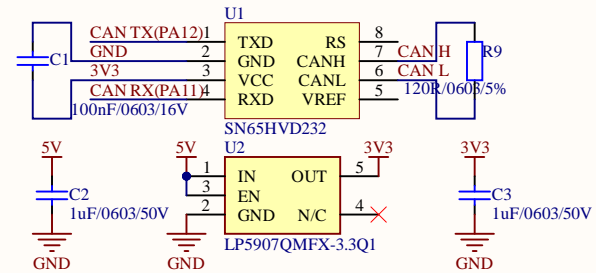 U1
CAN TX(PA12) 1 TXD RS 8
GND 2 GND CANH 7 CAN H
C1 R9
3V3 3 VCC CANL 6 CAN L
CAN RX(PA11) 4 RXD VREF 5
100nF/0603/16V 120R/0603/5%
SN65HVD232
U2
5V 5V 1 IN OUT 5 3V3 3V3
3 EN
C2 C3
1uF/0603/50V 2 GND N/C 4 1uF/0603/50V
LP5907QMFX-3.3Q1
GND GND GND